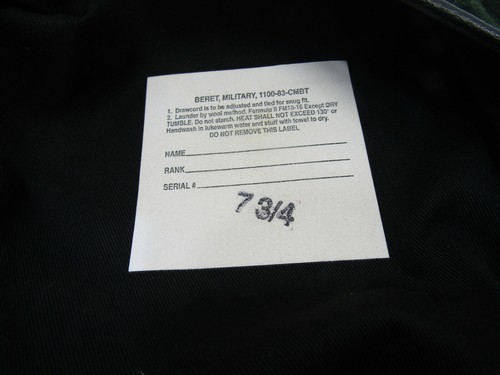 BERET, MILITARY, 1100-83-CMBT
1. Drawcord is to be adjusted and tied for snug fit.
2. Launder by wool method. Formula II FM10-16 Except DRY
TUMBLE. Do not starch. HEAT SHALL NOT EXCEED 130° or
Handwash in lukewarm water and stuff with towel to dry.
DO NOT REMOVE THIS LABEL
NAME
RANK
SERIAL #
7 3/4